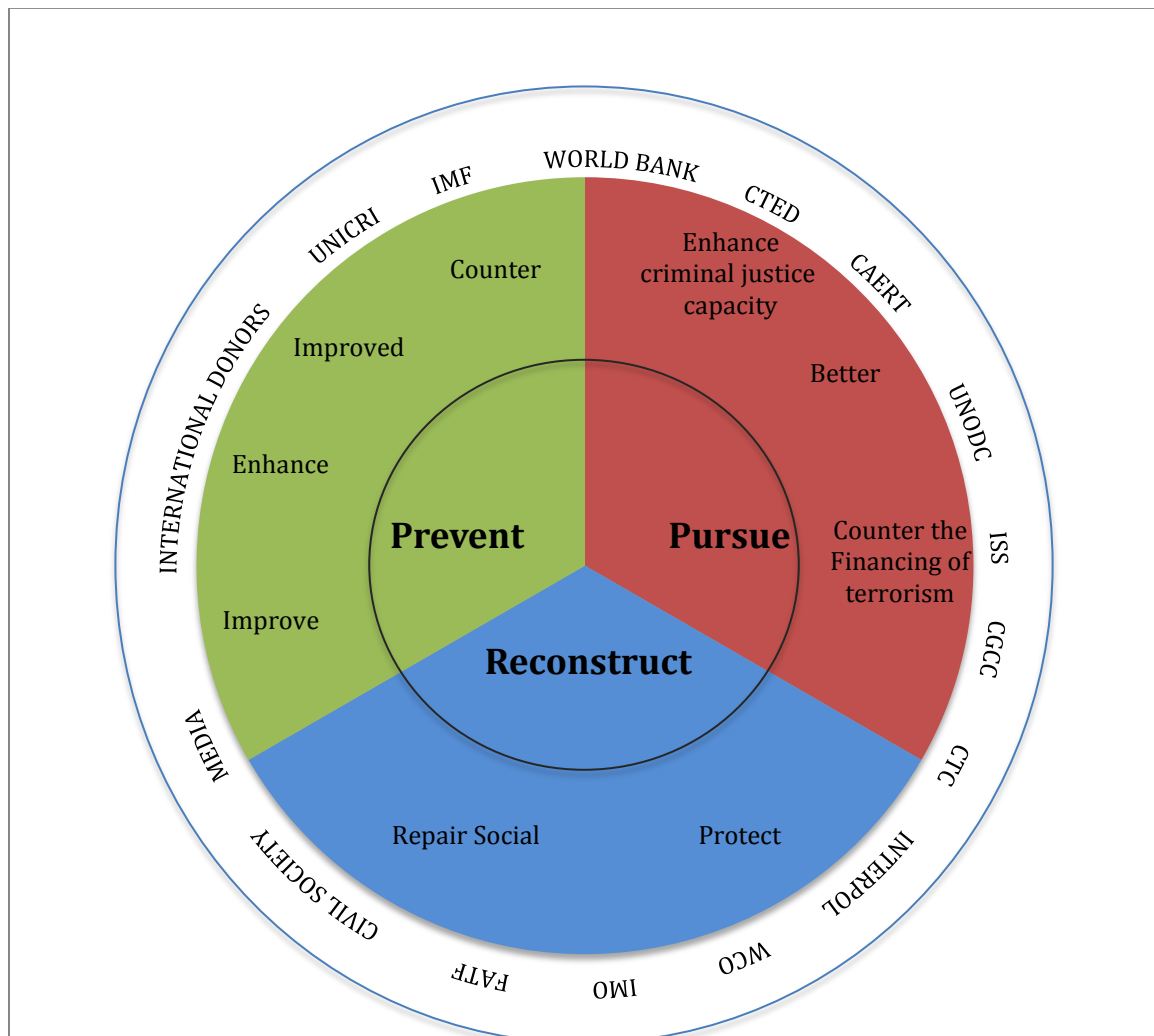 WORLD BANK
CTED
CAERT
UNODC
ISS
CGCC
CTC
INTERPOL
WCO
IMO
FATF
CIVIL SOCIETY
MEDIA
INTERNATIONAL DONORS
UNICRI
IMF
Counter
Improved
Enhance
Improve
Prevent
Enhance
criminal justice
capacity
Better
Counter the
Financing of
terrorism
Pursue
Reconstruct
Repair Social
Protect